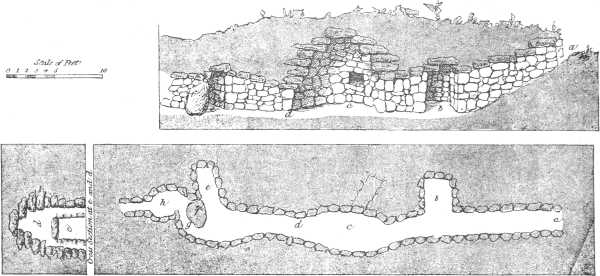 Scale of Feet
0 1 2 3 4 5 10
a
d c b
Cross Section at c and d
d
h e g d c b a